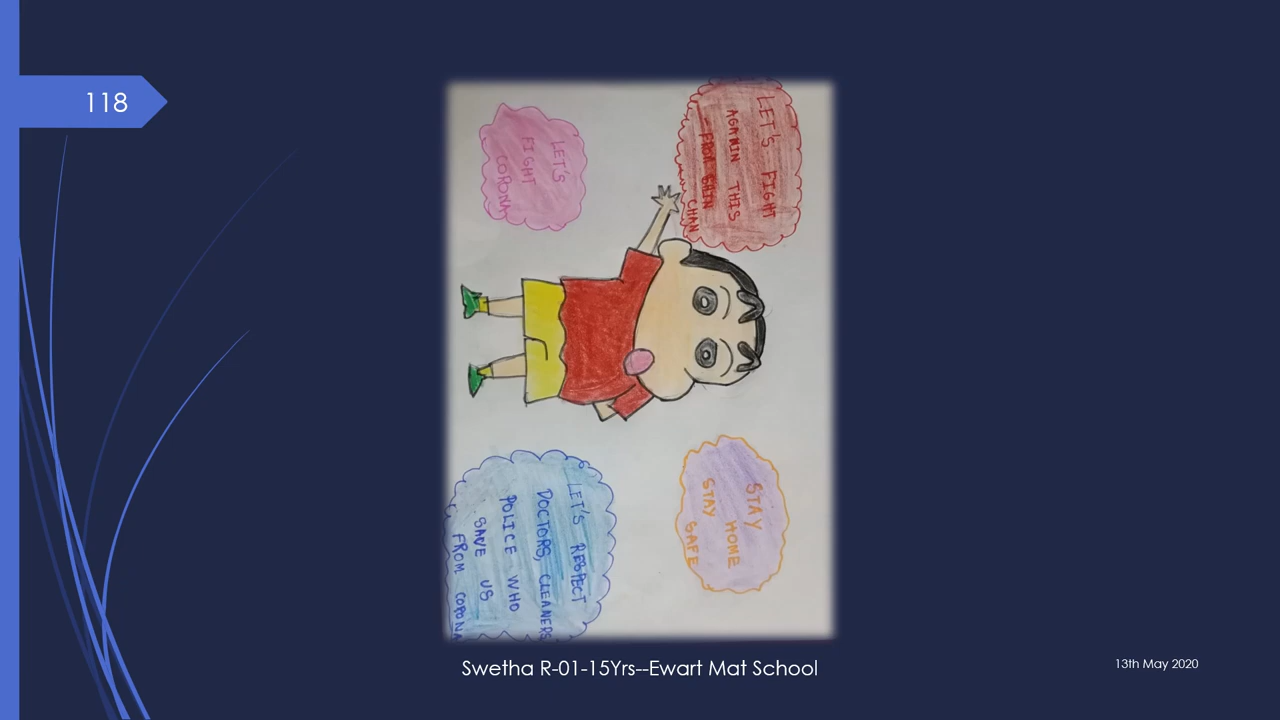 118
LET'S
FIGHT
CORONA
LET'S FIGHT
AGAMIN THIS
FROM SHIN
CHAN
STAY
HOME
STAY
SAFE
LET'S RESPECT
DOCTORS, CLEANERS
POLICE WHO
SAVE US
FROM CORONA
Swetha R-01-15Yrs--Ewart Mat School
13th May 2020